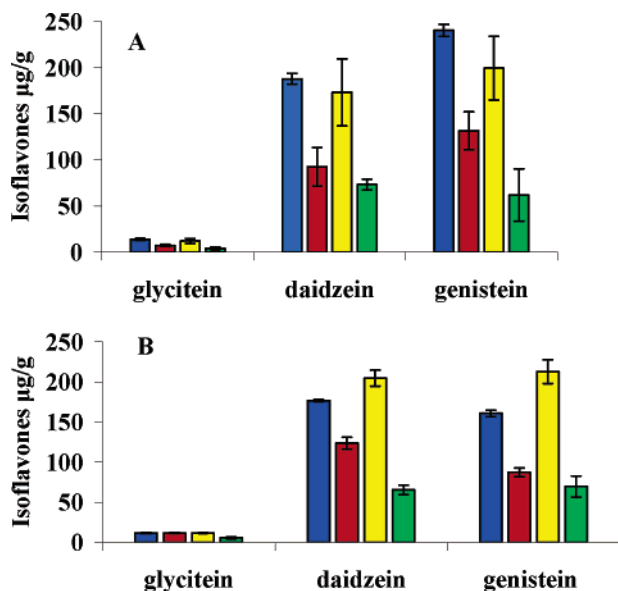 A
Isoflavones µg/g
250
200
150
100
50
0
glycitein daidzein genistein
B
Isoflavones µg/g
250
200
150
100
50
0
glycitein daidzein genistein